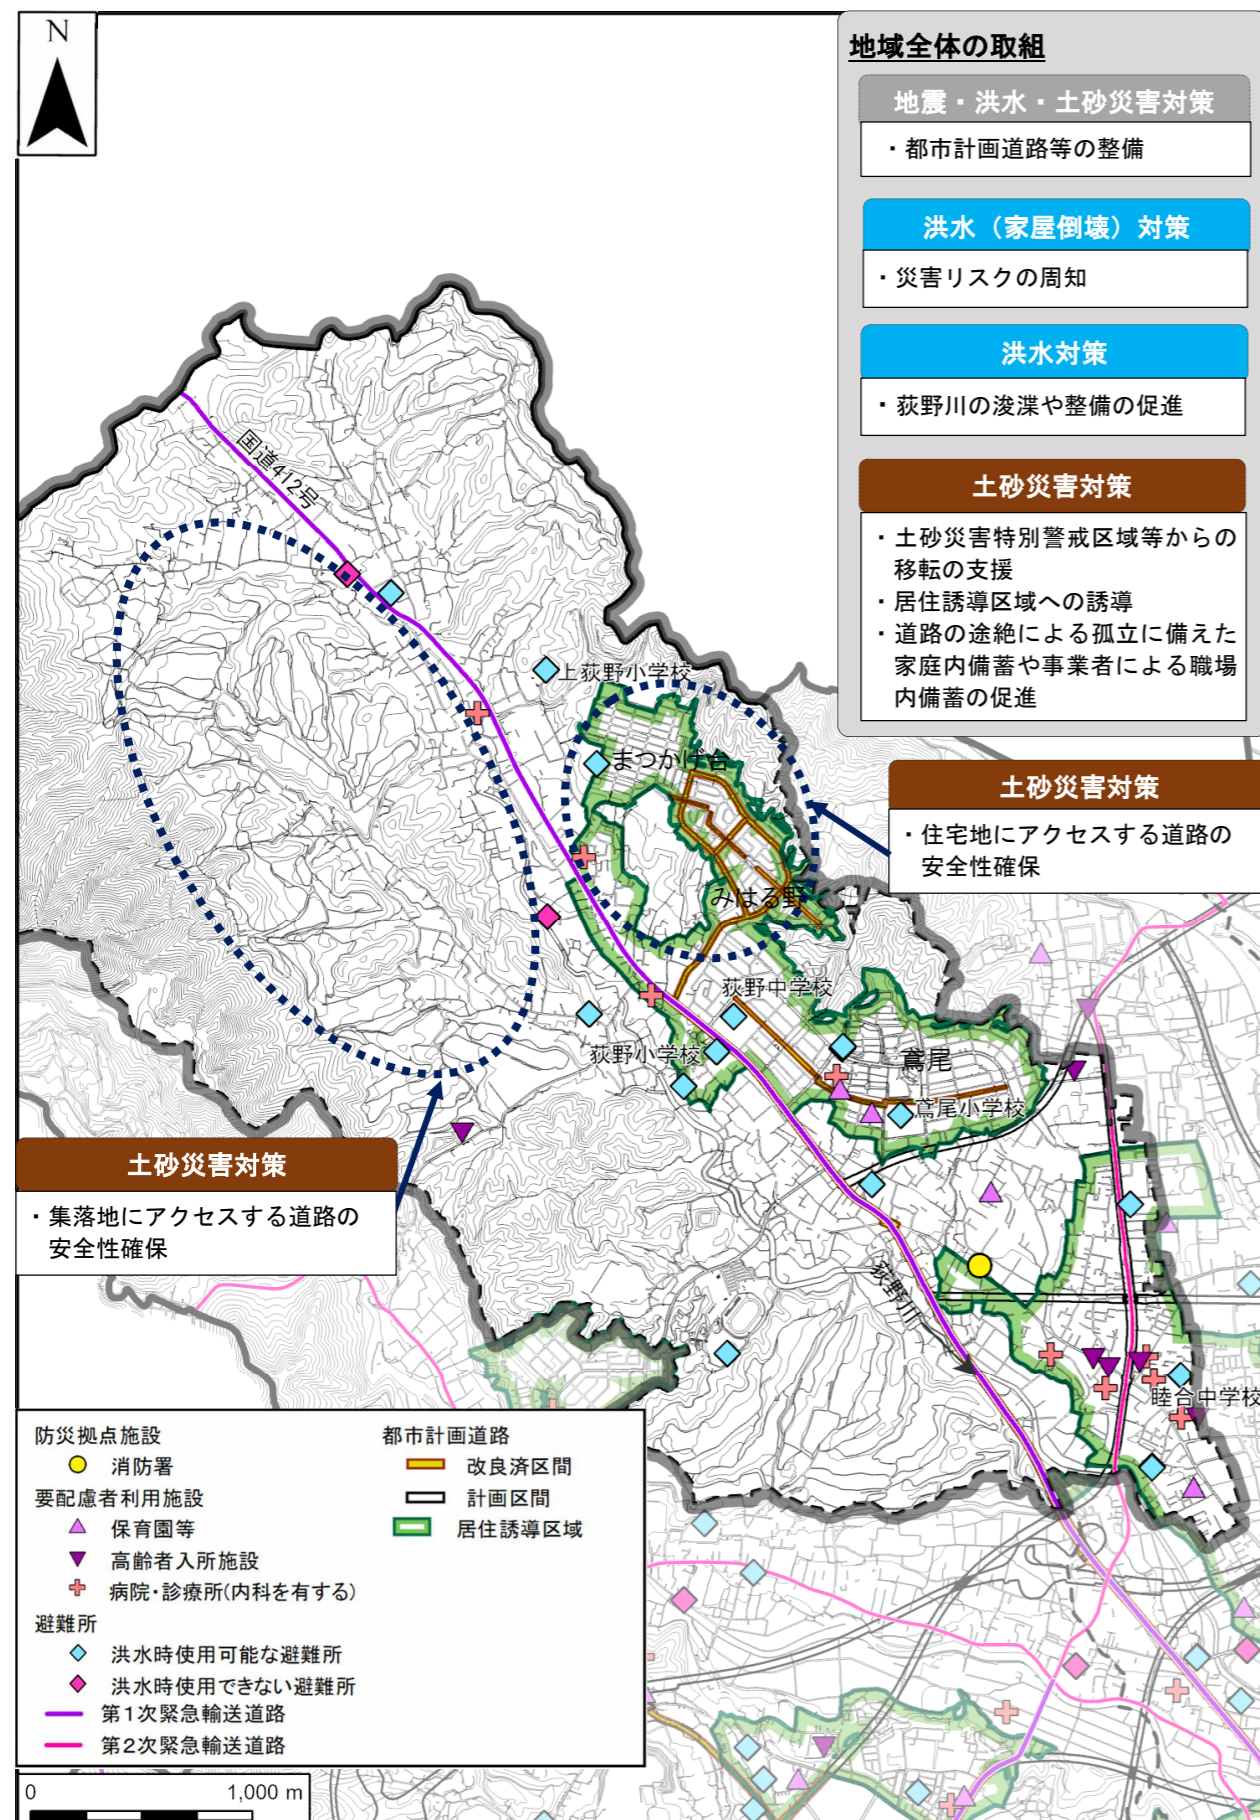 N
地域全体の取組
地震・洪水・土砂災害対策
・都市計画道路等の整備
洪水（家屋倒壊）対策
・災害リスクの周知
洪水対策
・荻野川の浚渫や整備の促進
土砂災害対策
・土砂災害特別警戒区域等からの
移転の支援
・居住誘導区域への誘導
・道路の途絶による孤立に備えた
家庭内備蓄や事業者による職場
内備蓄の促進
国道412号
上荻野小学校
まつかげ台
土砂災害対策
・住宅地にアクセスする道路の
安全性確保
みはる野
荻野中学校
荻野小学校
鳶尾
鳶尾小学校
土砂災害対策
・集落地にアクセスする道路の
安全性確保
荻野川
睦合中学校
防災拠点施設
消防署
要配慮者利用施設
保育園等
高齢者入所施設
病院・診療所(内科を有する)
避難所
洪水時使用可能な避難所
洪水時使用できない避難所
第1次緊急輸送道路
第2次緊急輸送道路
都市計画道路
改良済区間
計画区間
居住誘導区域
0 1,000 m